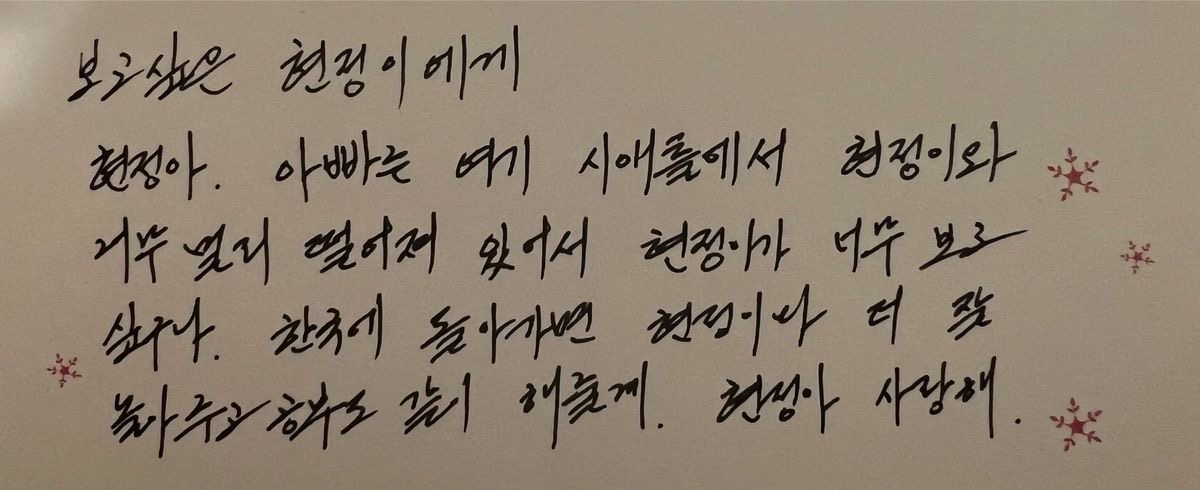 보고싶은 현정이에게
현정아. 아빠는 여기 시애틀에서 현정이와
너무 멀리 떨어져 있어서 현정이가 너무 보고
싶구나. 한국에 돌아가면 현정이나 더 잘
놀아주고 공부도 같이 해줄게. 현정아 사랑해.